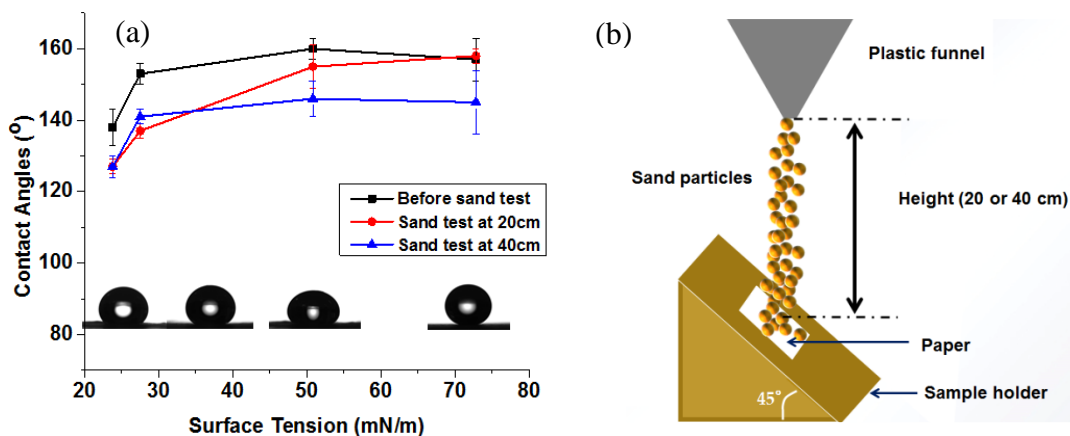 (a)
160
140
120
100
80
20
30
40
50
60
70
80
Contact Angles (°)
Surface Tension (mN/m)
Before sand test
Sand test at 20cm
Sand test at 40cm
(b)
Plastic funnel
Sand particles
Height (20 or 40 cm)
Paper
Sample holder
45°